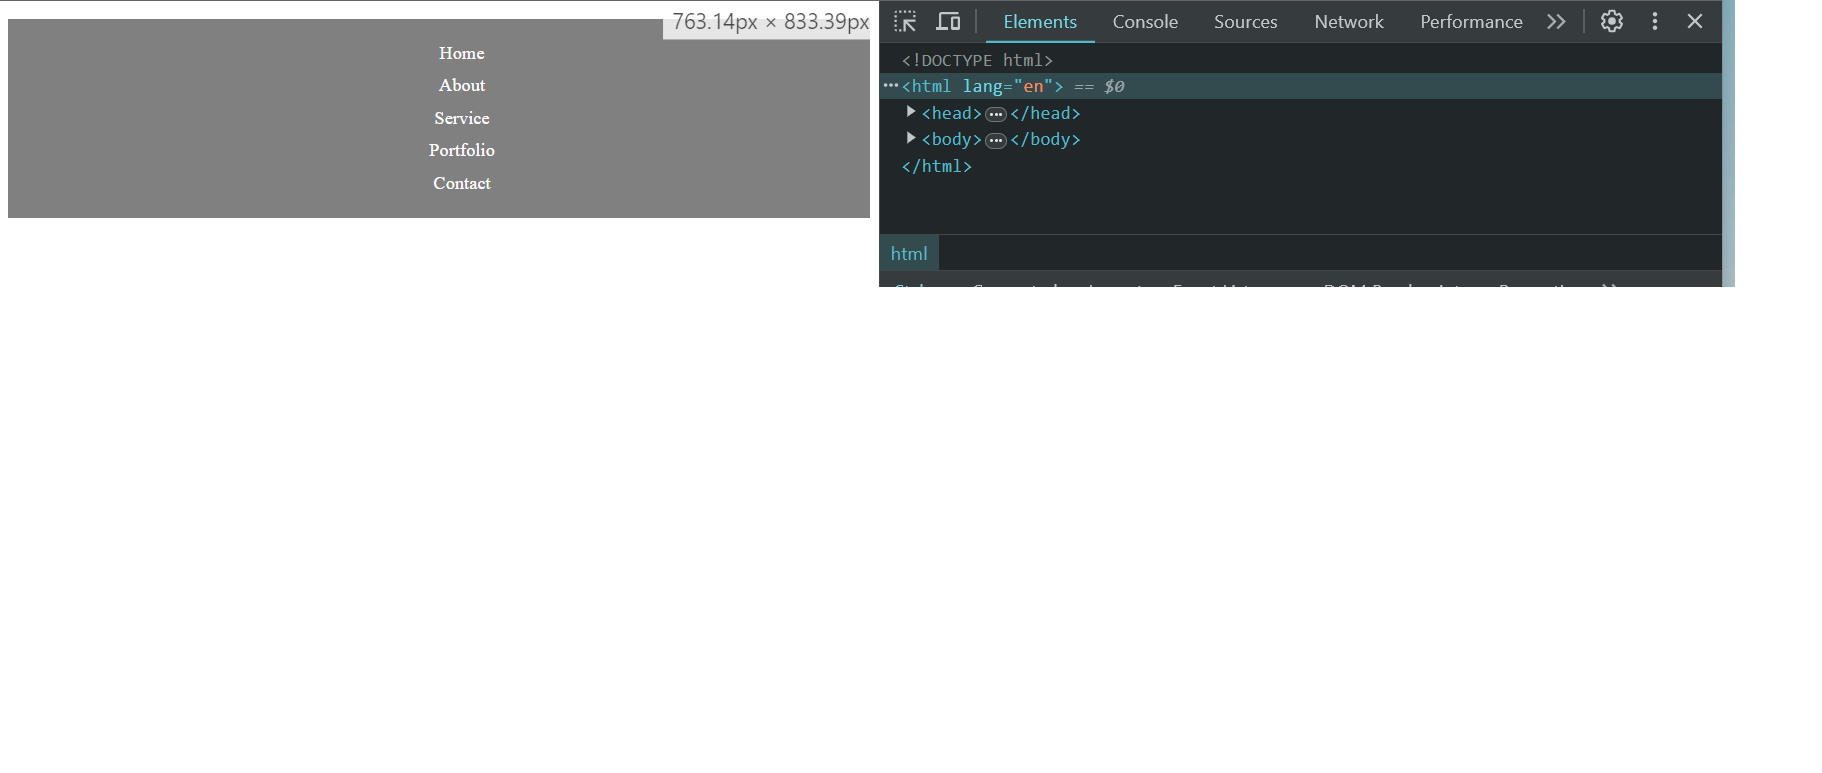 763.14px × 833.39px
Home
About
Service
Portfolio
Contact
Elements Console Sources Network Performance
<!DOCTYPE html>
<html lang="en"> == $0
<head> </head>
<body> </body>
</html>
html